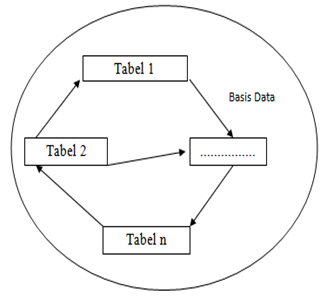 Tabel 1
Basis Data
Tabel 2
................
Tabel n